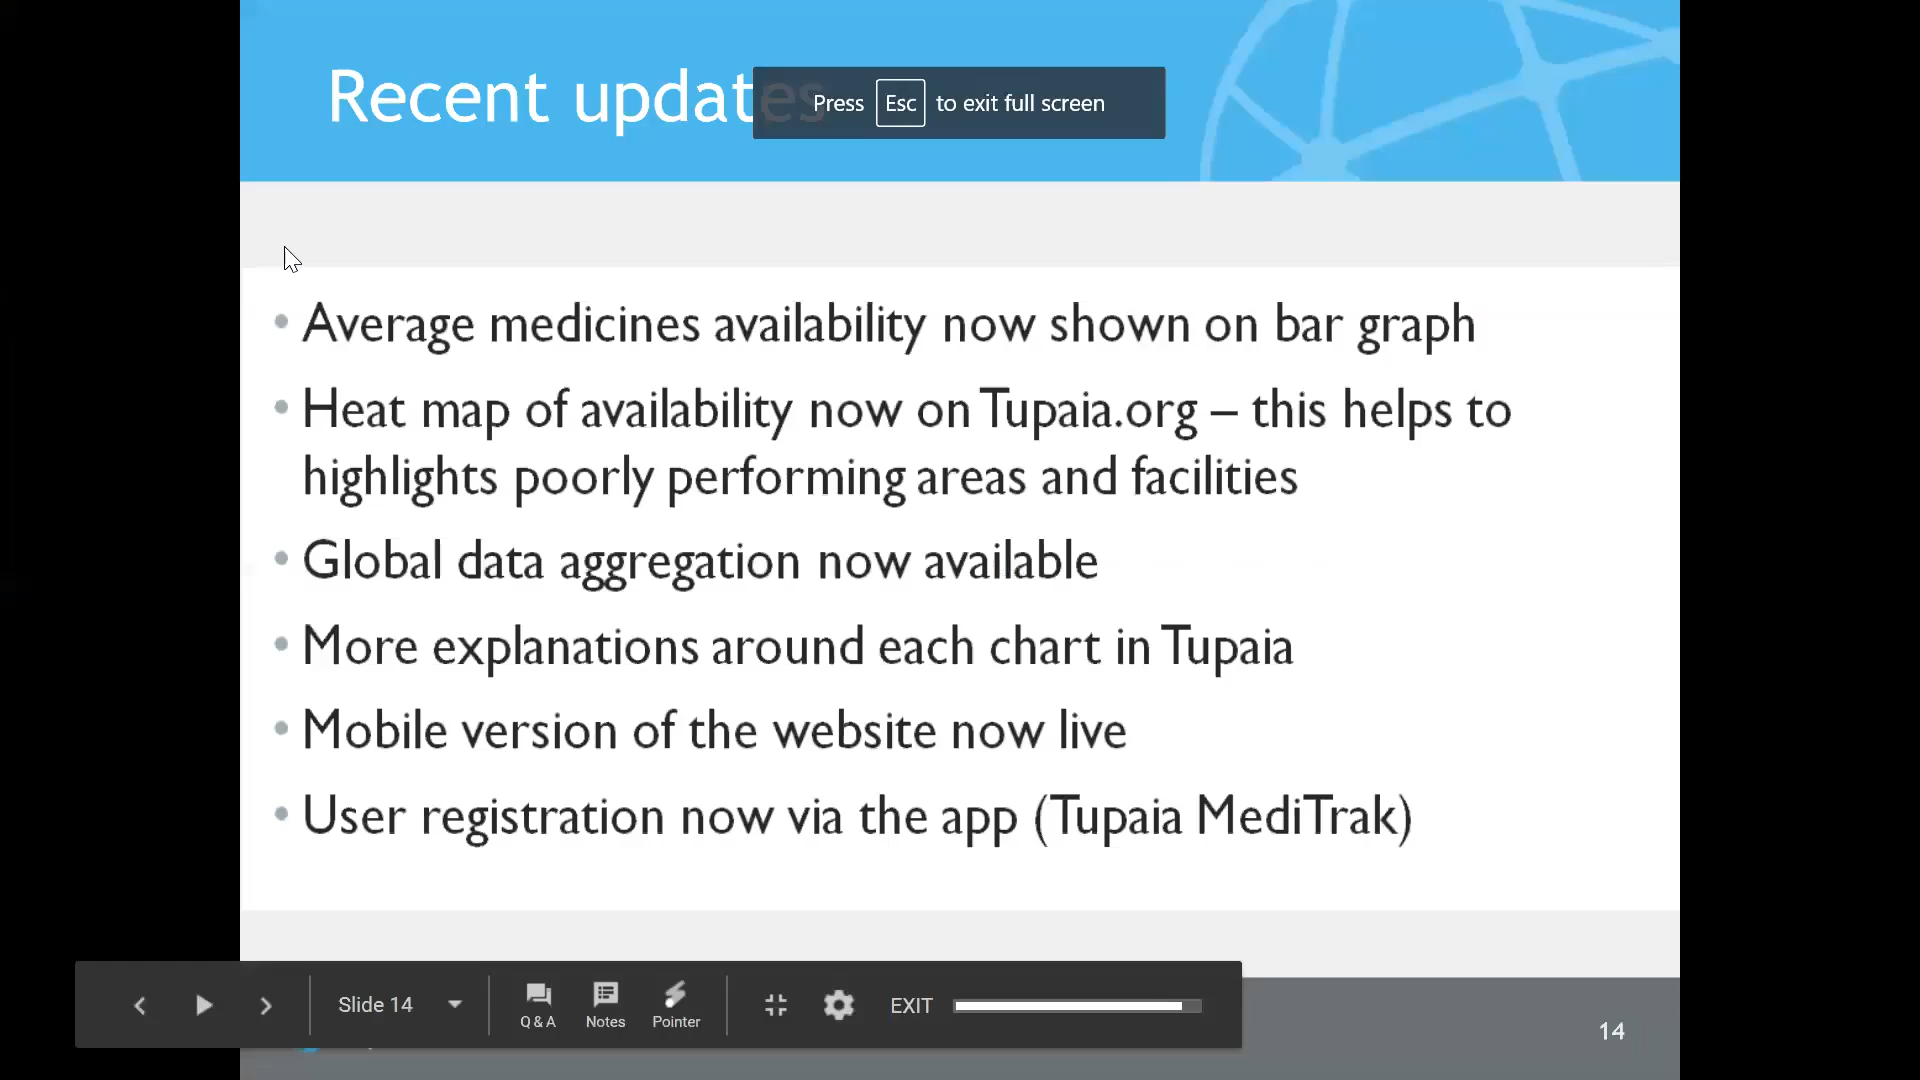 Recent updates
Press Esc to exit full screen
• Average medicines availability now shown on bar graph
• Heat map of availability now on Tupaia.org – this helps to
highlights poorly performing areas and facilities
• Global data aggregation now available
• More explanations around each chart in Tupaia
• Mobile version of the website now live
• User registration now via the app (Tupaia MediTrak)
Slide 14
Q & A
Notes
Pointer
EXIT
14